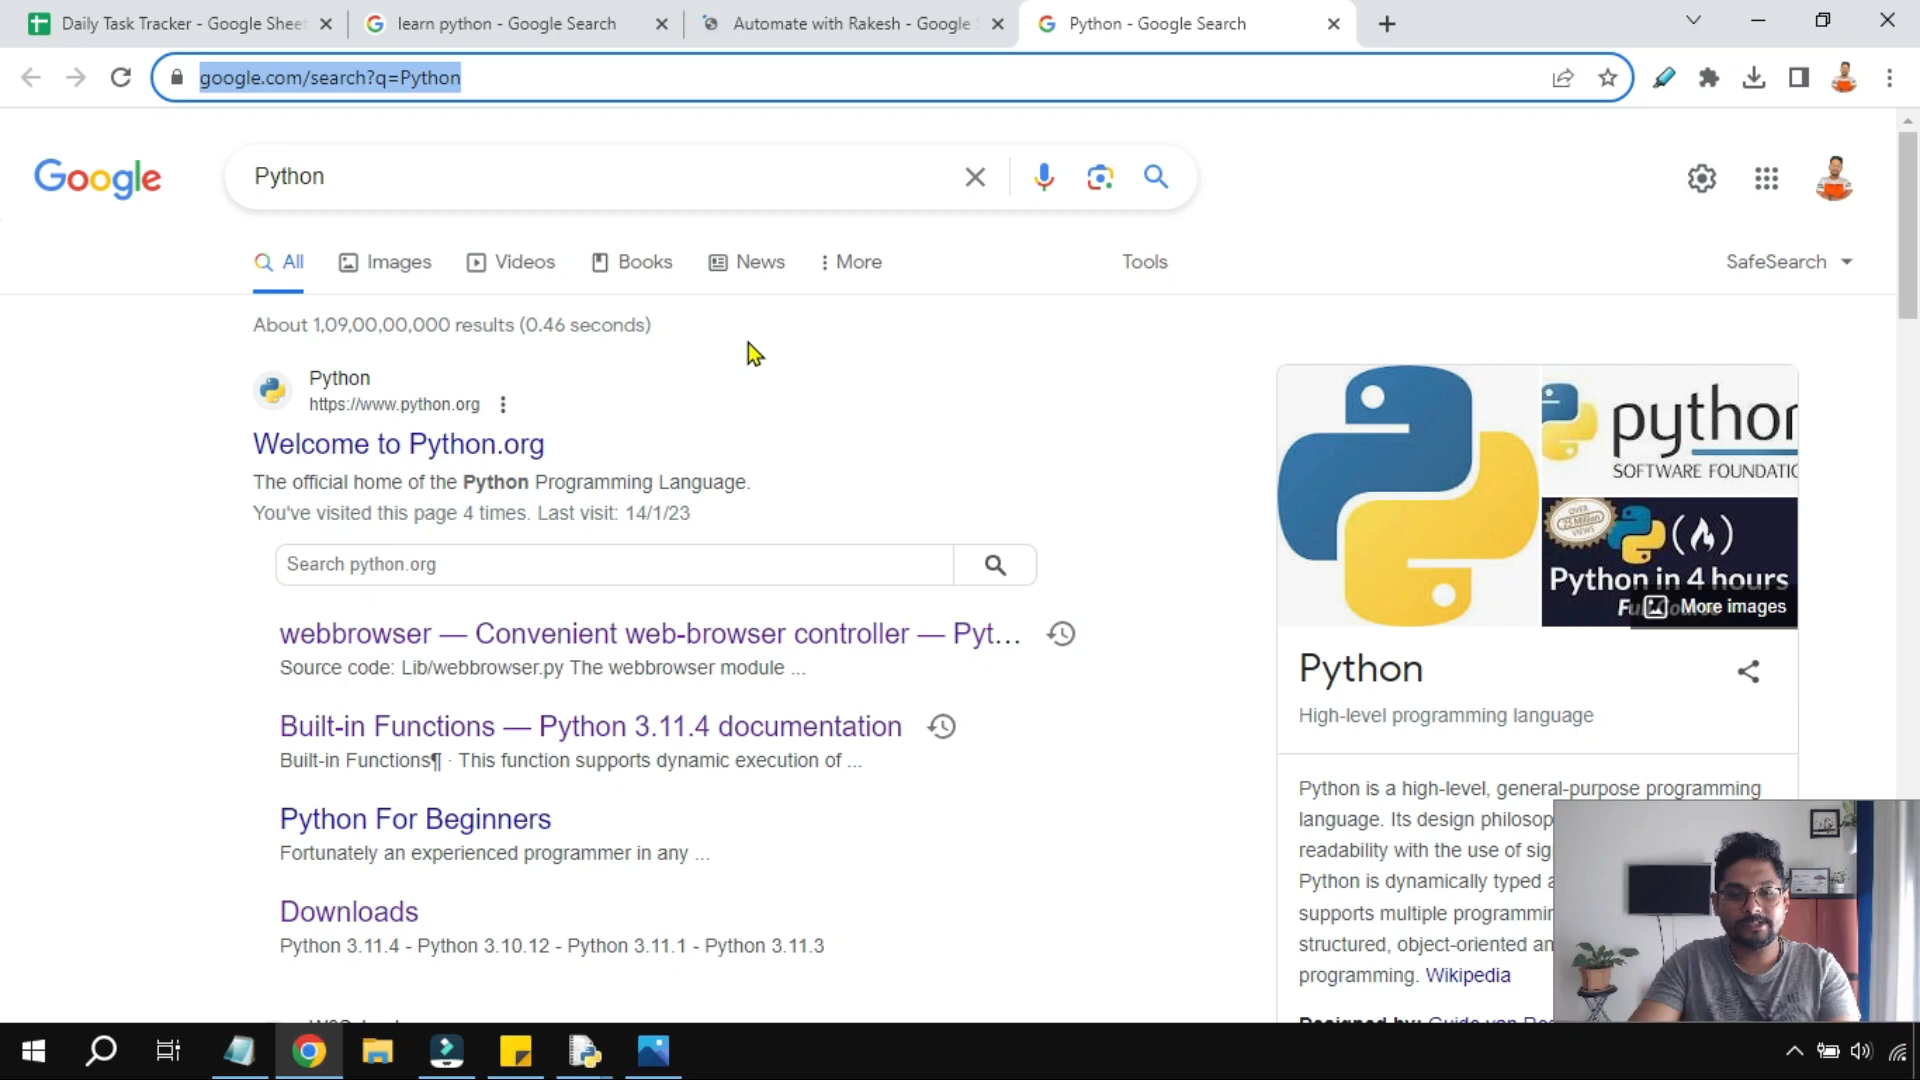 Daily Task Tracker - Google Sheet
learn python - Google Search
Automate with Rakesh - Google S
Python - Google Search
google.com/search?q=Python
Google
Python
All
Images
Videos
Books
News
More
Tools
SafeSearch
About 1,09,00,00,000 results (0.46 seconds)
Python
https://www.python.org
Welcome to Python.org
The official home of the Python Programming Language.
You've visited this page 4 times. Last visit: 14/1/23
Search python.org
webbrowser — Convenient web-browser controller — Pyt...
Source code: Lib/webbrowser.py The webbrowser module ...
Built-in Functions — Python 3.11.4 documentation
Built-in Functions¶ · This function supports dynamic execution of ...
Python For Beginners
Fortunately an experienced programmer in any ...
Downloads
Python 3.11.4 - Python 3.10.12 - Python 3.11.1 - Python 3.11.3
python
SOFTWARE FOUNDATIO
OVER
23 Million
VIEWS
Python in 4 hours
More images
Python
High-level programming language
Python is a high-level, general-purpose programming
language. Its design philosop
readability with the use of sig
Python is dynamically typed a
supports multiple programmin
structured, object-oriented an
programming. Wikipedia